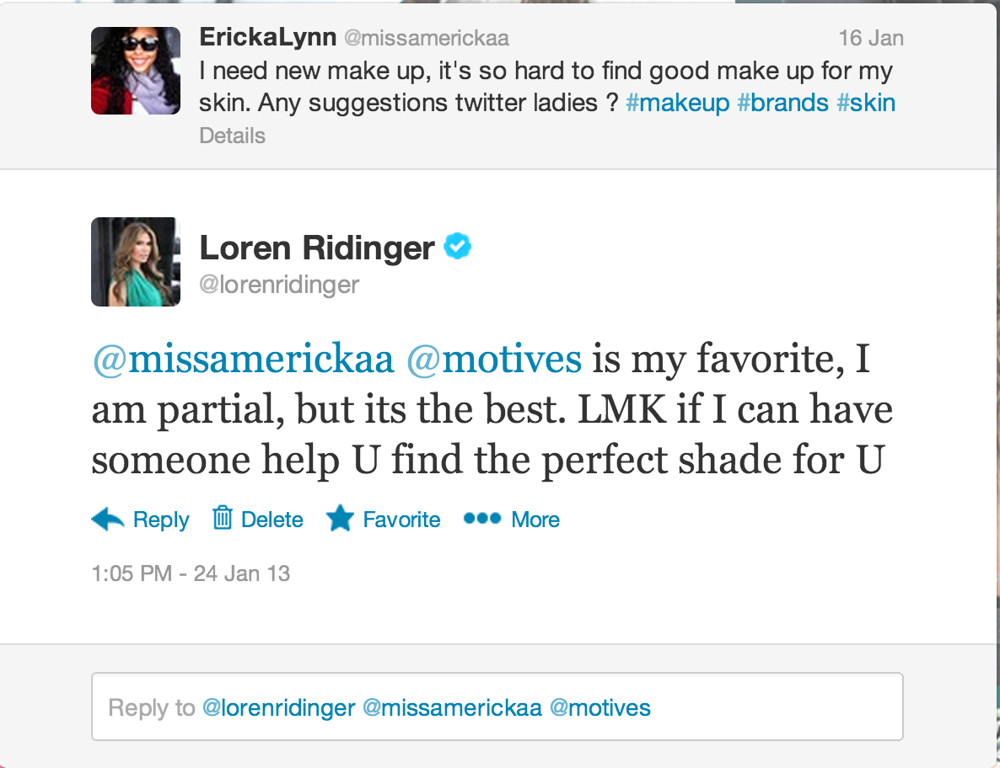 ErickaLynn @missamerickaa 16 Jan
I need new make up, it's so hard to find good make up for my
skin. Any suggestions twitter ladies ? #makeup #brands #skin
Details
Loren Ridinger
@lorenridinger
@missamerickaa @motives is my favorite, I
am partial, but its the best. LMK if I can have
someone help U find the perfect shade for U
Reply Delete Favorite More
1:05 PM - 24 Jan 13
Reply to @lorenridinger @missamerickaa @motives